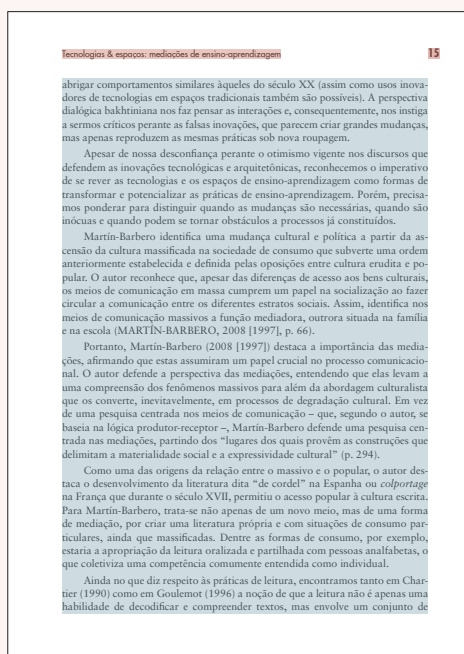 Tecnologias & espaços: mediações de ensino-aprendizagem 15
abrigar comportamentos similares àqueles do século XX (assim como usos inova-
dores de tecnologias em espaços tradicionais também são possíveis). A perspectiva
dialógica bakhtiniana nos faz pensar as interações e, consequentemente, nos instiga
a sermos críticos perante as falsas inovações, que parecem criar grandes mudanças,
mas apenas reproduzem as mesmas práticas sob nova roupagem.
Apesar de nossa desconfiança perante o otimismo vigente nos discursos que
defendem as inovações tecnológicas e arquitetônicas, reconhecemos o imperativo
de se rever as tecnologias e os espaços de ensino-aprendizagem como formas de
transformar e potencializar as práticas de ensino-aprendizagem. Porém, precisa-
mos ponderar para distinguir quando as mudanças são necessárias, quando são
inócuas e quando podem se tornar obstáculos a processos já constituídos.
Martín-Barbero identifica uma mudança cultural e política a partir da as-
censão da cultura massificada na sociedade de consumo que subverte uma ordem
anteriormente estabelecida e definida pelas oposições entre cultura erudita e po-
pular. O autor reconhece que, apesar das diferenças de acesso aos bens culturais,
os meios de comunicação em massa cumprem um papel na socialização ao fazer
circular a comunicação entre os diferentes estratos sociais. Assim, identifica nos
meios de comunicação massivos a função mediadora, outrora situada na família
e na escola (MARTÍN-BARBERO, 2008 [1997], p. 66).
Portanto, Martín-Barbero (2008 [1997]) destaca a importância das media-
ções, afirmando que estas assumiram um papel crucial no processo comunicacio-
nal. O autor defende a perspectiva das mediações, entendendo que elas levam a
uma compreensão dos fenômenos massivos para além da abordagem culturalista
que os converte, inevitavelmente, em processos de degradação cultural. Em vez
de uma pesquisa centrada nos meios de comunicação – que, segundo o autor, se
baseia na lógica produtor-receptor –, Martín-Barbero defende uma pesquisa cen-
trada nas mediações, partindo dos “lugares dos quais provêm as construções que
delimitam a materialidade social e a expressividade cultural” (p. 294).
Como uma das origens da relação entre o massivo e o popular, o autor des-
taca o desenvolvimento da literatura dita “de cordel” na Espanha ou colportage
na França que durante o século XVII, permitiu o acesso popular à cultura escrita.
Para Martín-Barbero, trata-se não apenas de um novo meio, mas de uma forma
de mediação, por criar uma literatura própria e com situações de consumo par-
ticulares, ainda que massificadas. Dentre as formas de consumo, por exemplo,
estaria a apropriação da leitura oralizada e partilhada com pessoas analfabetas, o
que coletiviza uma competência comumente entendida como individual.
Ainda no que diz respeito às práticas de leitura, encontramos tanto em Char-
tier (1990) como em Goulemot (1996) a noção de que a leitura não é apenas uma
habilidade de decodificar e compreender textos, mas envolve um conjunto de